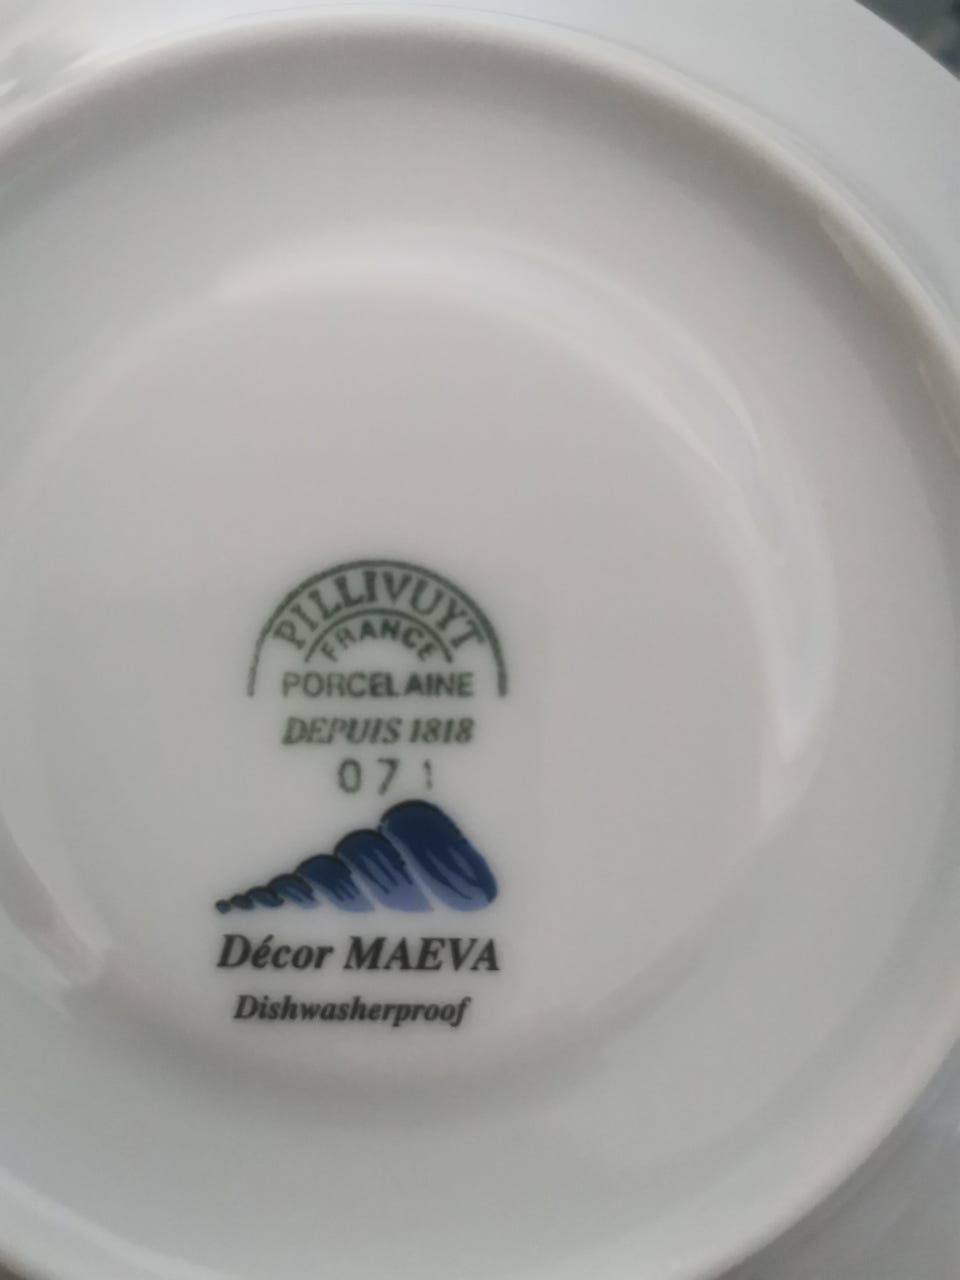 PILLIVUYT
FRANCE
PORCELAINE
DEPUIS 1818
071
Décor MAEVA
Dishwasherproof